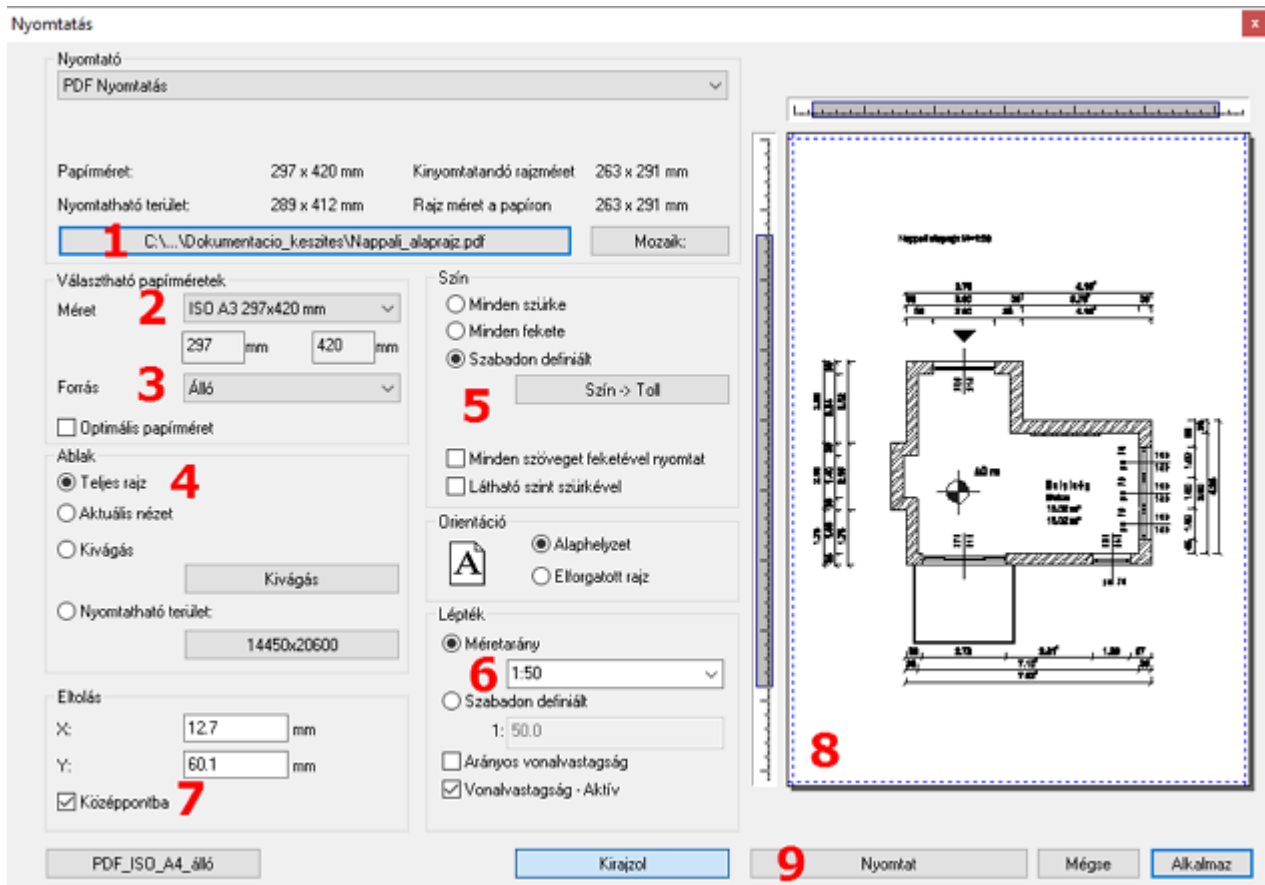 Nyomtatás
x
Nyomtató
PDF Nyomtatás
Papírméret: 297 x 420 mm Kinyomtatandó rajzméret 263 x 291 mm
Nyomtatható terület: 289 x 412 mm Rajz méret a papíron 263 x 291 mm
1 C:\...\Dokumentacio_keszites\Nappali_alaprajz.pdf Mozaik:
Választható papírméretek
Méret 2 ISO A3 297x420 mm
297 mm 420 mm
Forrás 3 Álló
Optimális papírméret
Ablak
Teljes rajz 4
Aktuális nézet
Kivágás
Kivágás
Nyomtatható terület:
14450x20600
Eltolás
X: 12.7 mm
Y: 60.1 mm
Középpontba 7
PDF_ISO_A4_álló
Szín
Minden szürke
Minden fekete
Szabadon definiált
5 Szín -> Toll
Minden szöveget feketével nyomtat
Látható szint szürkével
Orientáció
A
Alaphelyzet
Elforgatott rajz
Lépték
Méretarány
6 1:50
Szabadon definiált
1: 50.0
Arányos vonalvastagság
Vonalvastagság - Aktív
Kirajzol
Nappali alaprajz M=1:50
8
9 Nyomtat Mégse Alkalmaz